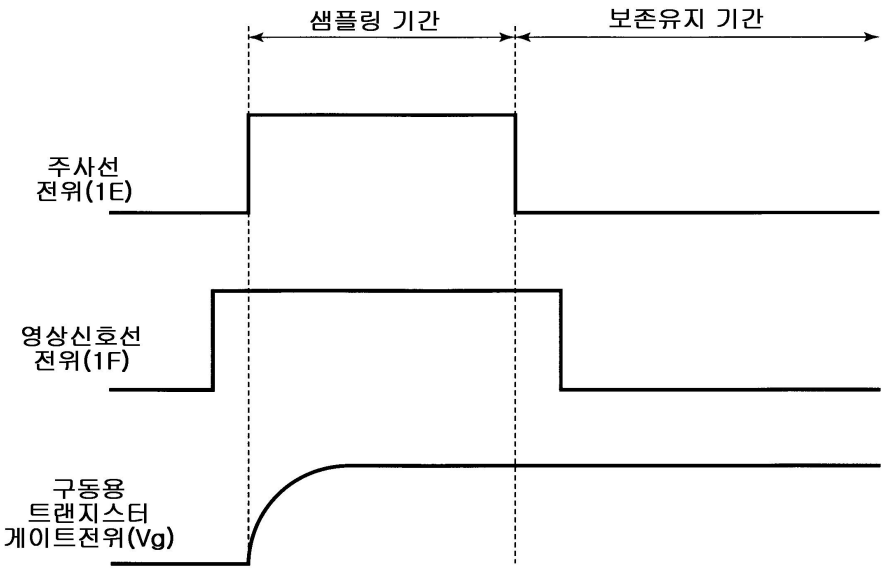 샘플링 기간
보존유지 기간
주사선
전위(1E)
영상신호선
전위(1F)
구동용
트랜지스터
게이트전위(Vg)